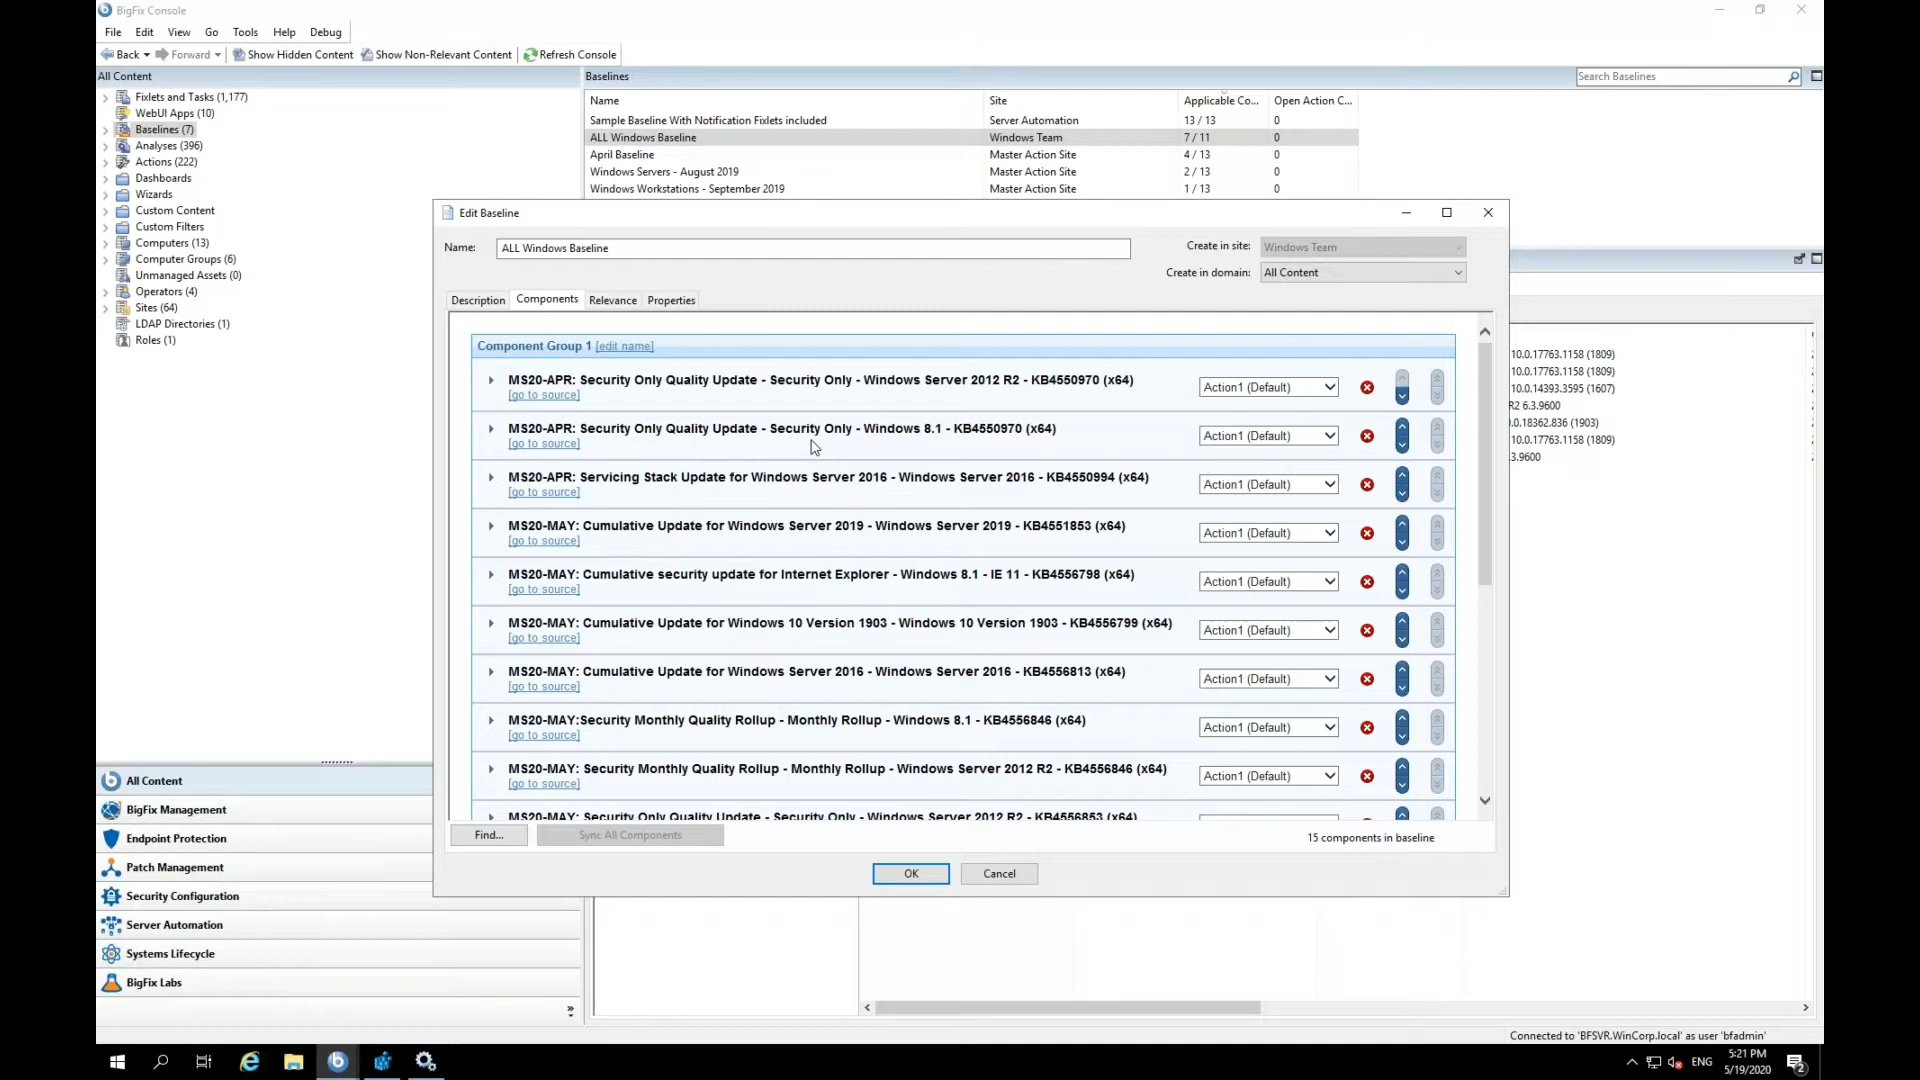 BigFix Console
File Edit View Go Tools Help Debug
Back Forward Show Hidden Content Show Non-Relevant Content Refresh Console
All Content
Fixlets and Tasks (1,177)
WebUI Apps (10)
Baselines (7)
Analyses (396)
Actions (222)
Dashboards
Wizards
Custom Content
Custom Filters
Computers (13)
Computer Groups (6)
Unmanaged Assets (0)
Operators (4)
Sites (64)
LDAP Directories (1)
Roles (1)
All Content
BigFix Management
Endpoint Protection
Patch Management
Security Configuration
Server Automation
Systems Lifecycle
BigFix Labs
Baselines
Search Baselines
Name Site Applicable Co... Open Action C...
Sample Baseline With Notification Fixlets included Server Automation 13 / 13 0
ALL Windows Baseline Windows Team 7 / 11 0
April Baseline Master Action Site 4 / 13 0
Windows Servers - August 2019 Master Action Site 2 / 13 0
Windows Workstations - September 2019 Master Action Site 1 / 13 0
Edit Baseline
Name: ALL Windows Baseline
Create in site: Windows Team
Create in domain: All Content
Description Components Relevance Properties
Component Group 1 [edit name]
MS20-APR: Security Only Quality Update - Security Only - Windows Server 2012 R2 - KB4550970 (x64) Action1 (Default)
[go to source]
MS20-APR: Security Only Quality Update - Security Only - Windows 8.1 - KB4550970 (x64) Action1 (Default)
[go to source]
MS20-APR: Servicing Stack Update for Windows Server 2016 - Windows Server 2016 - KB4550994 (x64) Action1 (Default)
[go to source]
MS20-MAY: Cumulative Update for Windows Server 2019 - Windows Server 2019 - KB4551853 (x64) Action1 (Default)
[go to source]
MS20-MAY: Cumulative security update for Internet Explorer - Windows 8.1 - IE 11 - KB4556798 (x64) Action1 (Default)
[go to source]
MS20-MAY: Cumulative Update for Windows 10 Version 1903 - Windows 10 Version 1903 - KB4556799 (x64) Action1 (Default)
[go to source]
MS20-MAY: Cumulative Update for Windows Server 2016 - Windows Server 2016 - KB4556813 (x64) Action1 (Default)
[go to source]
MS20-MAY:Security Monthly Quality Rollup - Monthly Rollup - Windows 8.1 - KB4556846 (x64) Action1 (Default)
[go to source]
MS20-MAY: Security Monthly Quality Rollup - Monthly Rollup - Windows Server 2012 R2 - KB4556846 (x64) Action1 (Default)
[go to source]
MS20-MAY: Security Only Quality Update - Security Only - Windows Server 2012 R2 - KB4556853 (x64)
Find... Sync All Components 15 components in baseline
OK Cancel
10.0.17763.1158 (1809)
10.0.17763.1158 (1809)
10.0.14393.3595 (1607)
R2 6.3.9600
.0.18362.836 (1903)
10.0.17763.1158 (1809)
3.9600
Connected to 'BFSVR.WinCorp.local' as user 'bfadmin'
ENG
5:21 PM
5/19/2020
2